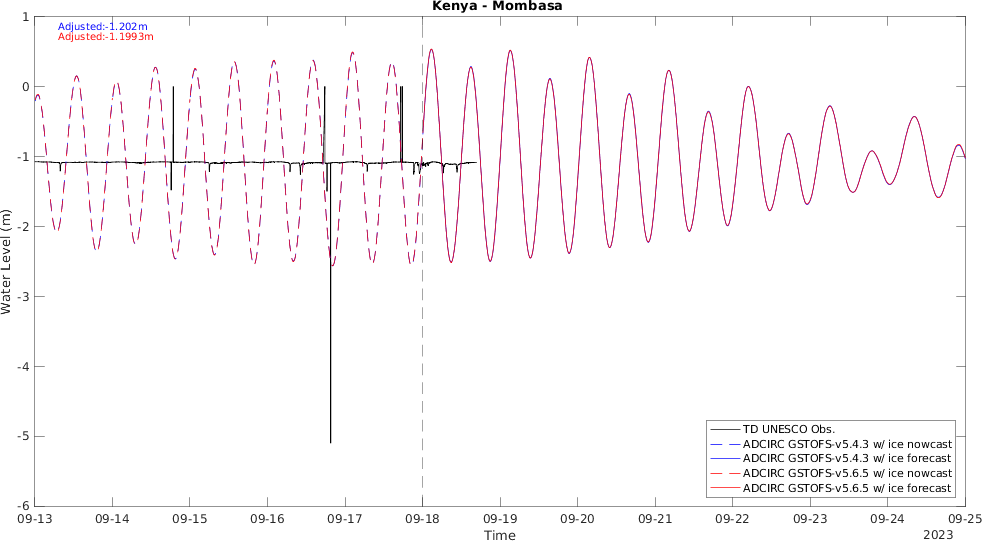 Kenya - Mombasa
Adjusted:-1.202m
Adjusted:-1.1993m
1
0
-1
-2
-3
-4
-5
-6
Water Level (m)
TD UNESCO Obs.
ADCIRC GSTOFS-v5.4.3 w/ ice nowcast
ADCIRC GSTOFS-v5.4.3 w/ ice forecast
ADCIRC GSTOFS-v5.6.5 w/ ice nowcast
ADCIRC GSTOFS-v5.6.5 w/ ice forecast
09-13 09-14 09-15 09-16 09-17 09-18 09-19 09-20 09-21 09-22 09-23 09-24 09-25
Time
2023